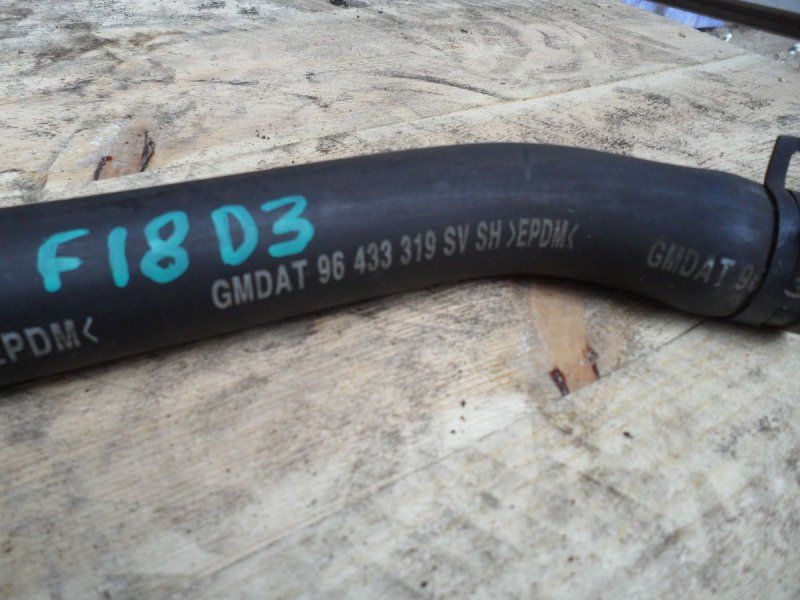 F18D3
GMDAT 96 433 319 SV SH >EPDM<
GMDAT
EPDM<